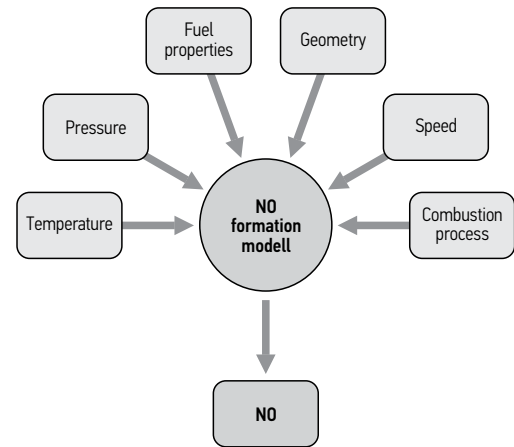 Fuel
properties
Geometry
Pressure
Speed
Temperature
NO
formation
modell
Combustion
process
NO